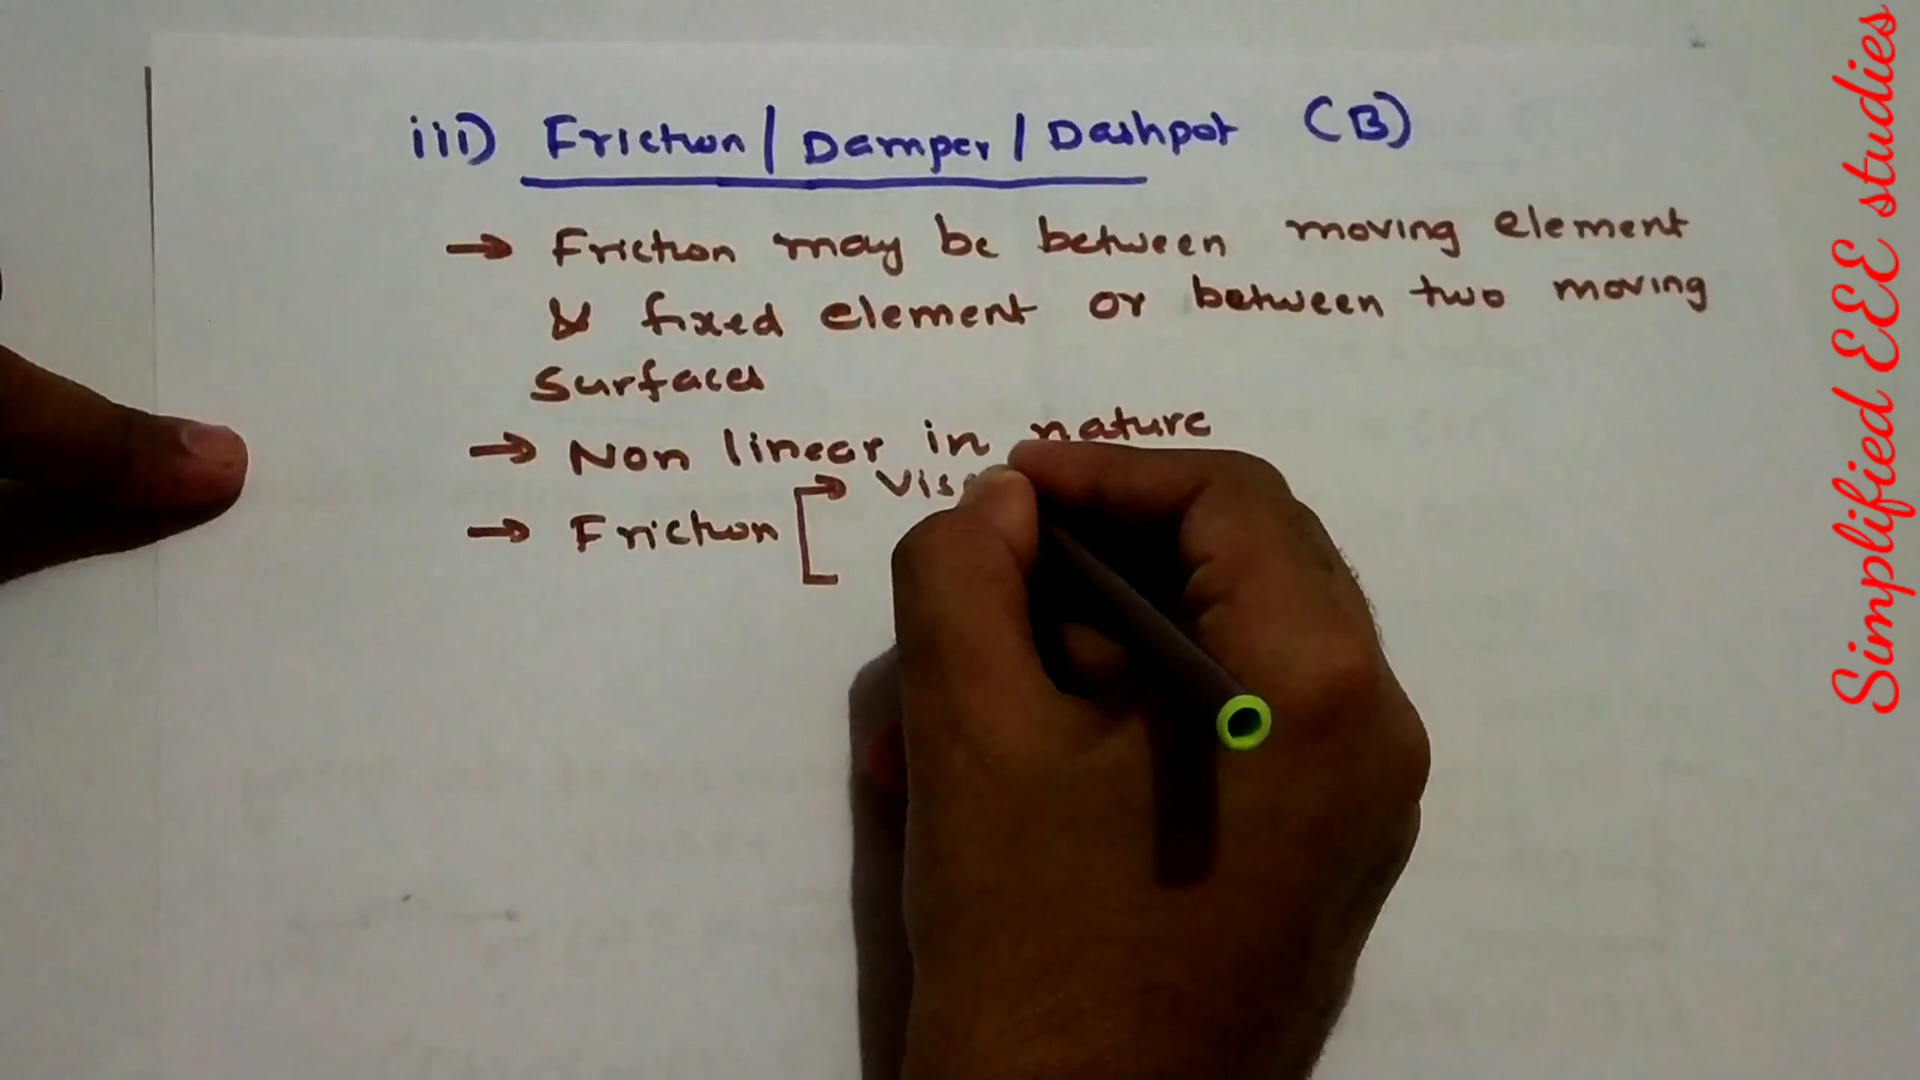 iii) Friction / Damper / Dashpot (B)
→ Friction may be between moving element
& fixed element or between two moving
surfaces
→ Non linear in nature
→ Vis
→ Friction
Simplified EEE studies